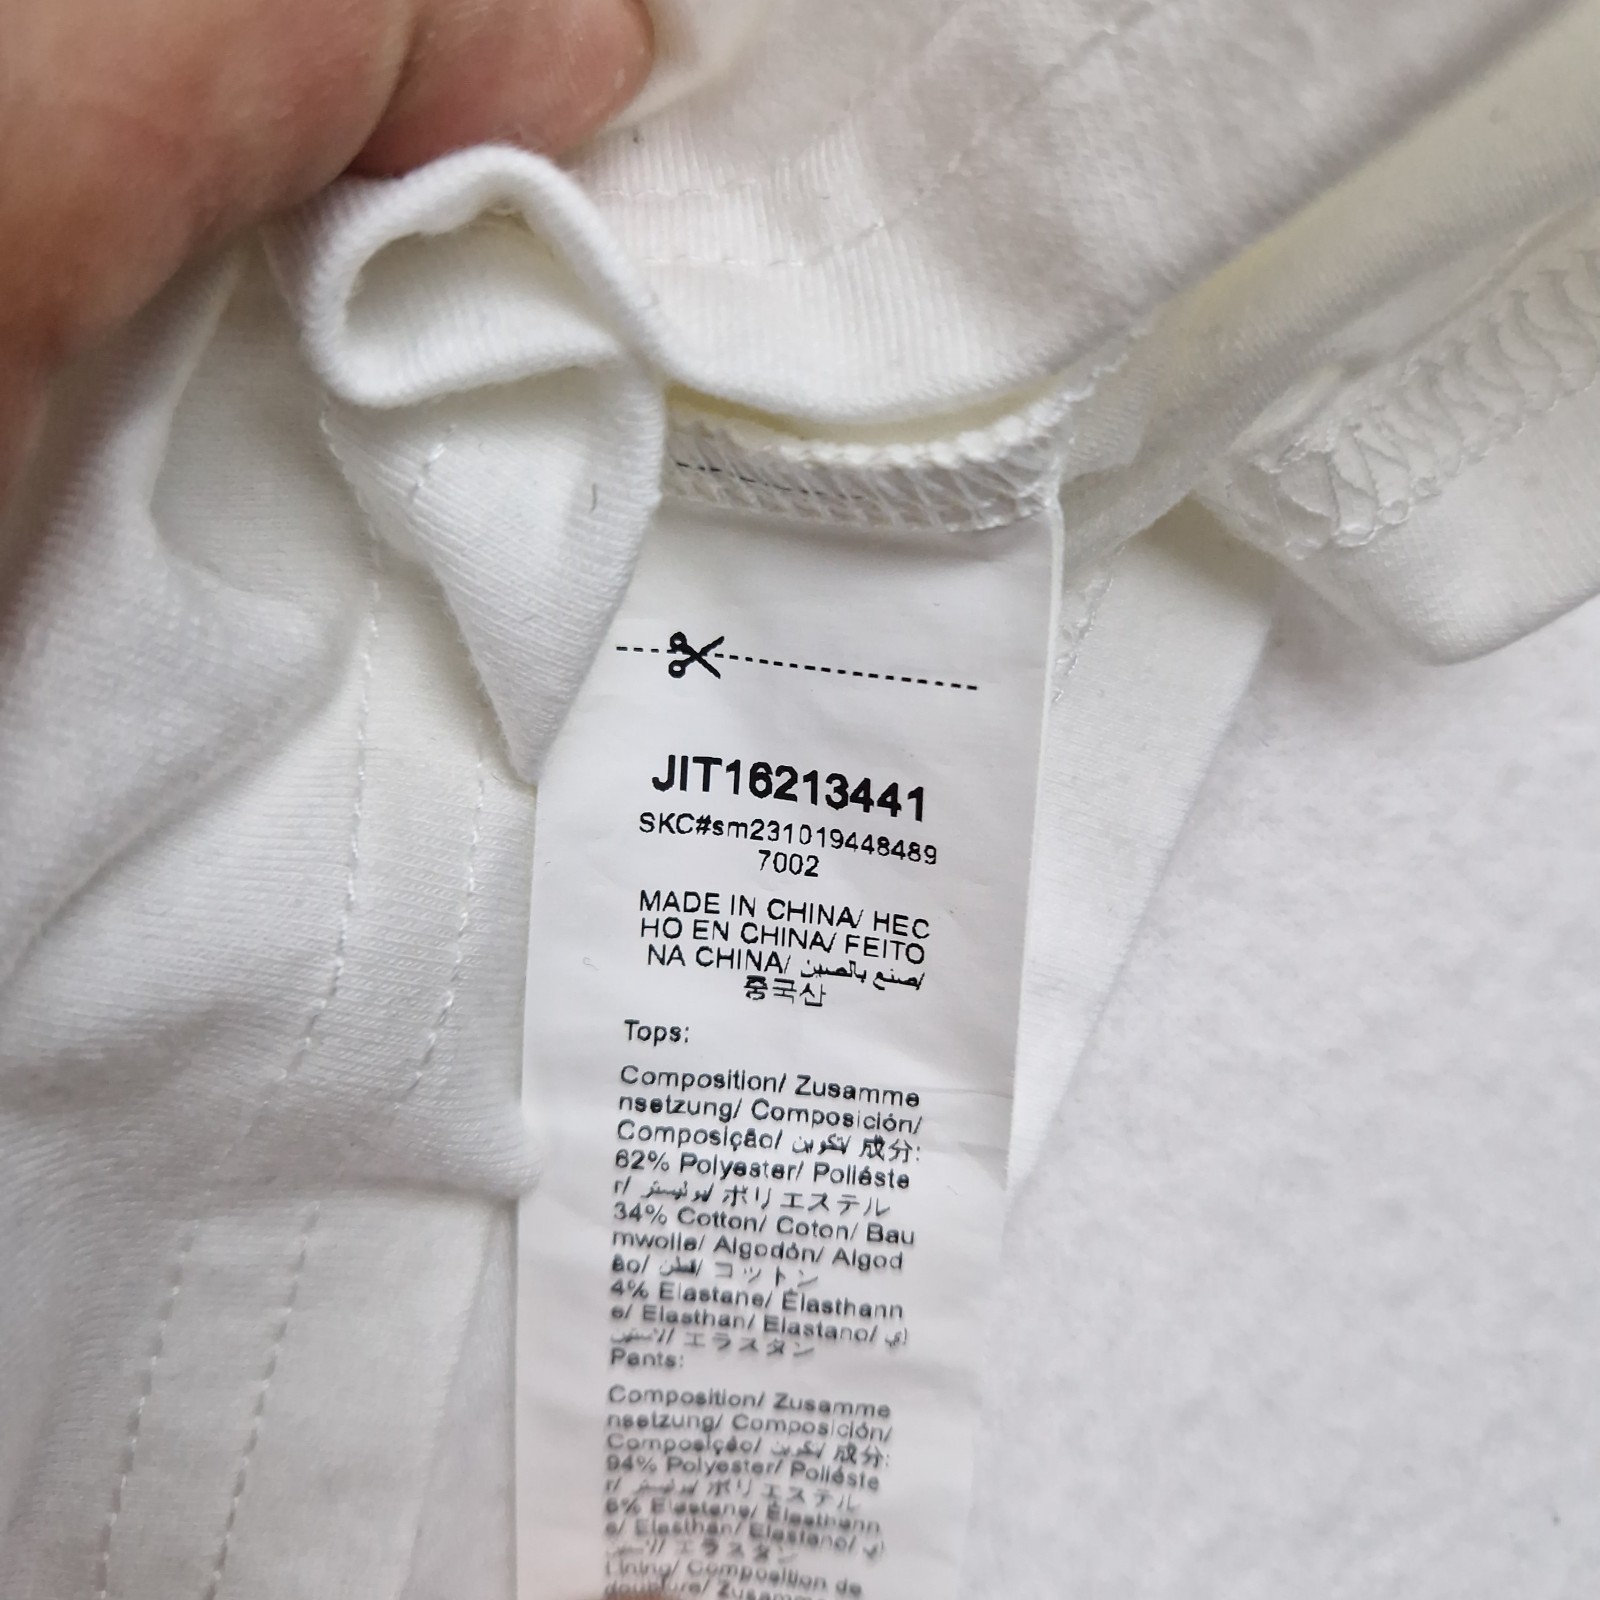 JIT16213441
SKC#sm231019448489
7002
MADE IN CHINA/ HEC
HO EN CHINA/ FEITO
NA CHINA/ صنع بالصين/
중국산
Tops:
Composition/ Zusamme
nsetzung/ Composición/
Composição/ تكوين/ 成分:
62% Polyester/ Poliéste
r/ بوليستر/ ポリエステル
34% Cotton/ Coton/ Bau
mwolle/ Algodón/ Algod
ão/ قطن/ コットン
4% Elastane/ Élasthann
e/ Elasthan/ Elastano/
エラスタン
Pants:
Composition/ Zusamme
nsetzung/ Composición/
Composição/ تكوين/ 成分:
94% Polyester/ Poliéste
r/ بوليستر/ ポリエステル
6% Elastane/ Élasthann
e/ Elasthan/ Elastano/
エラスタン
Lining/ Composition de
doublure/ Zusamme